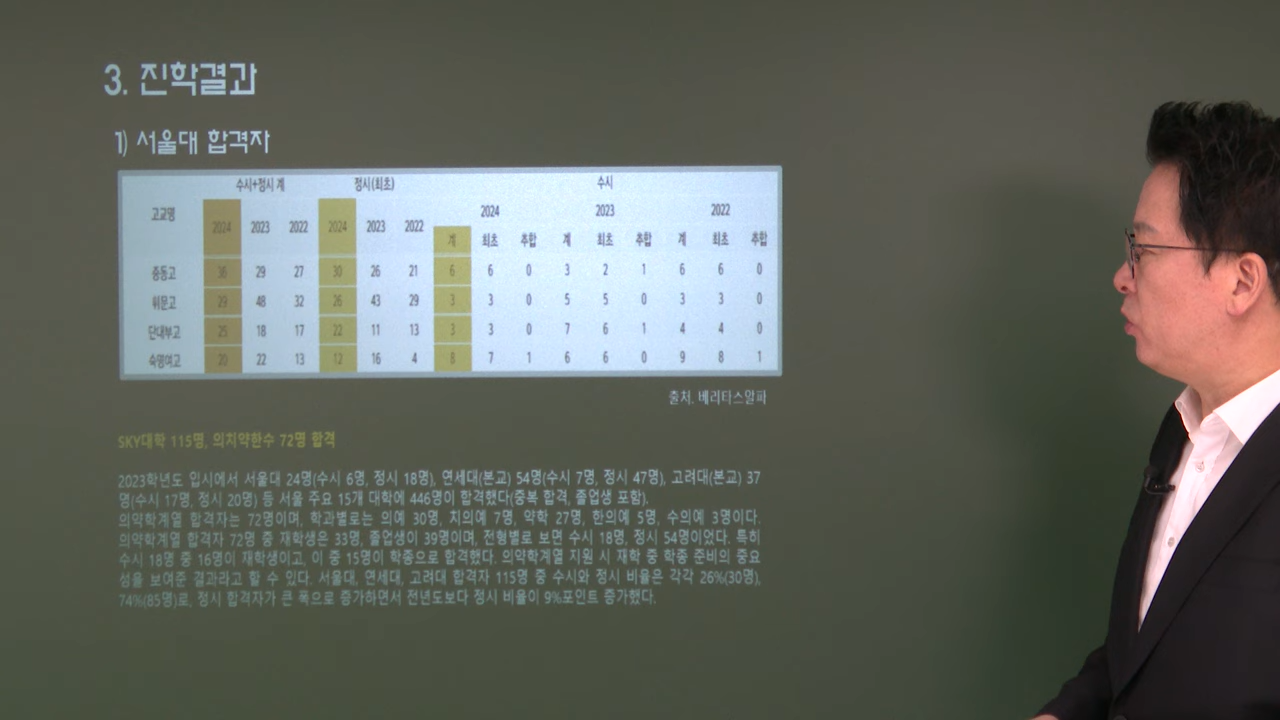 3. 진학결과
1) 서울대 합격자
수시+정시 계 정시(최초) 수시
고교명 2024 2023 2022 2024 2023 2022 2024 2023 2022
계 최초 추합 계 최초 추합 계 최초 추합
중동고 36 29 27 30 26 21 6 6 0 3 2 1 6 6 0
휘문고 29 48 32 26 43 29 3 3 0 5 5 0 3 3 0
단대부고 25 18 17 22 11 13 3 3 0 7 6 1 4 4 0
숙명여고 20 22 13 12 16 4 8 7 1 6 6 0 9 8 1
출처. 베리타스알파
SKY대학 115명, 의치약한수 72명 합격
2023학년도 입시에서 서울대 24명(수시 6명, 정시 18명), 연세대(본교) 54명(수시 7명, 정시 47명), 고려대(본교) 37
명(수시 17명, 정시 20명) 등 서울 주요 15개 대학에 446명이 합격했다(중복 합격, 졸업생 포함).
의약학계열 합격자는 72명이며, 학과별로는 의예 30명, 치의예 7명, 약학 27명, 한의예 5명, 수의예 3명이다.
의약학계열 합격자 72명 중 재학생은 33명, 졸업생이 39명이며, 전형별로 보면 수시 18명, 정시 54명이었다. 특히
수시 18명 중 16명이 재학생이고, 이 중 15명이 학종으로 합격했다. 의약학계열 지원 시 재학 중 학종 준비의 중요
성을 보여준 결과라고 할 수 있다. 서울대, 연세대, 고려대 합격자 115명 중 수시와 정시 비율은 각각 26%(30명),
74%(85명)로, 정시 합격자가 큰 폭으로 증가하면서 전년도보다 정시 비율이 9%포인트 증가했다.